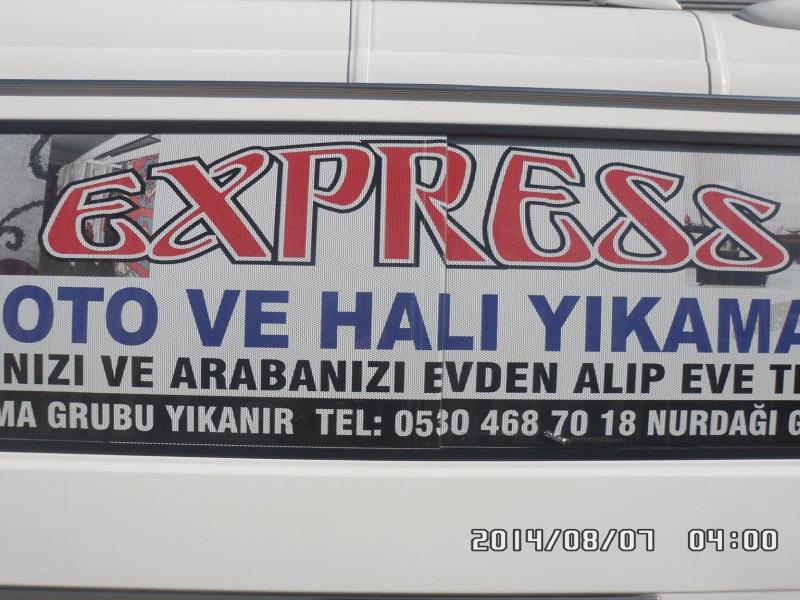 EXPRESS
OTO VE HALI YIKAMA
NIZI VE ARABANIZI EVDEN ALIP EVE
MA GRUBU YIKANIR TEL: 0530 468 70 18 NURDAĞI G
2014/08/07 04:00